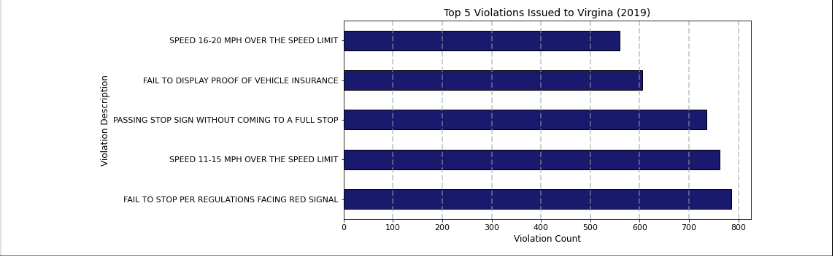 Top 5 Violations Issued to Virgina (2019)
SPEED 16-20 MPH OVER THE SPEED LIMIT
FAIL TO DISPLAY PROOF OF VEHICLE INSURANCE
PASSING STOP SIGN WITHOUT COMING TO A FULL STOP
SPEED 11-15 MPH OVER THE SPEED LIMIT
FAIL TO STOP PER REGULATIONS FACING RED SIGNAL
Violation Description
0 100 200 300 400 500 600 700 800
Violation Count